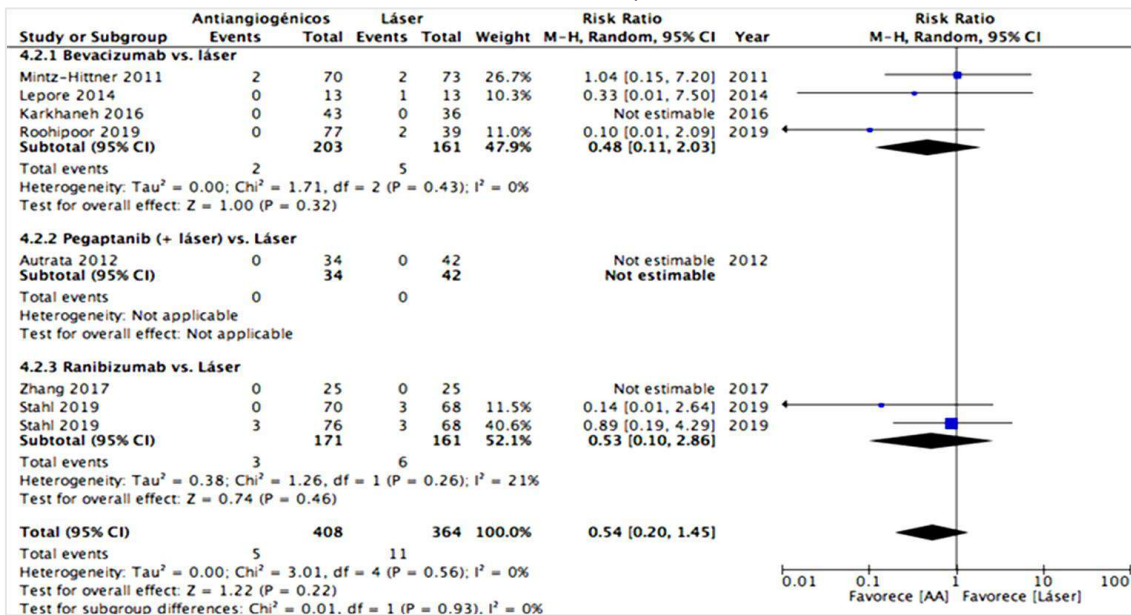 Antiangiogénicos Láser Risk Ratio Risk Ratio
Study or Subgroup Events Total Events Total Weight M-H, Random, 95% CI Year M-H, Random, 95% CI
4.2.1 Bevacizumab vs. láser
Mintz-Hittner 2011 2 70 2 73 26.7% 1.04 [0.15, 7.20] 2011
Lepore 2014 0 13 1 13 10.3% 0.33 [0.01, 7.50] 2014
Karkhaneh 2016 0 43 0 36 Not estimable 2016
Roohipoor 2019 0 77 2 39 11.0% 0.10 [0.01, 2.09] 2019
Subtotal (95% CI) 203 161 47.9% 0.48 [0.11, 2.03]
Total events 2 5
Heterogeneity: Tau² = 0.00; Chi² = 1.71, df = 2 (P = 0.43); I² = 0%
Test for overall effect: Z = 1.00 (P = 0.32)
4.2.2 Pegaptanib (+ láser) vs. Láser
Autrata 2012 0 34 0 42 Not estimable 2012
Subtotal (95% CI) 34 42 Not estimable
Total events 0 0
Heterogeneity: Not applicable
Test for overall effect: Not applicable
4.2.3 Ranibizumab vs. Láser
Zhang 2017 0 25 0 25 Not estimable 2017
Stahl 2019 0 70 3 68 11.5% 0.14 [0.01, 2.64] 2019
Stahl 2019 3 76 3 68 40.6% 0.89 [0.19, 4.29] 2019
Subtotal (95% CI) 171 161 52.1% 0.53 [0.10, 2.86]
Total events 3 6
Heterogeneity: Tau² = 0.38; Chi² = 1.26, df = 1 (P = 0.26); I² = 21%
Test for overall effect: Z = 0.74 (P = 0.46)
Total (95% CI) 408 364 100.0% 0.54 [0.20, 1.45]
Total events 5 11
Heterogeneity: Tau² = 0.00; Chi² = 3.01, df = 4 (P = 0.56); I² = 0%
Test for overall effect: Z = 1.22 (P = 0.22)
Test for subgroup differences: Chi² = 0.01, df = 1 (P = 0.93), I² = 0%
0.01 0.1 1 10 100
Favorece [AA] Favorece [Láser]